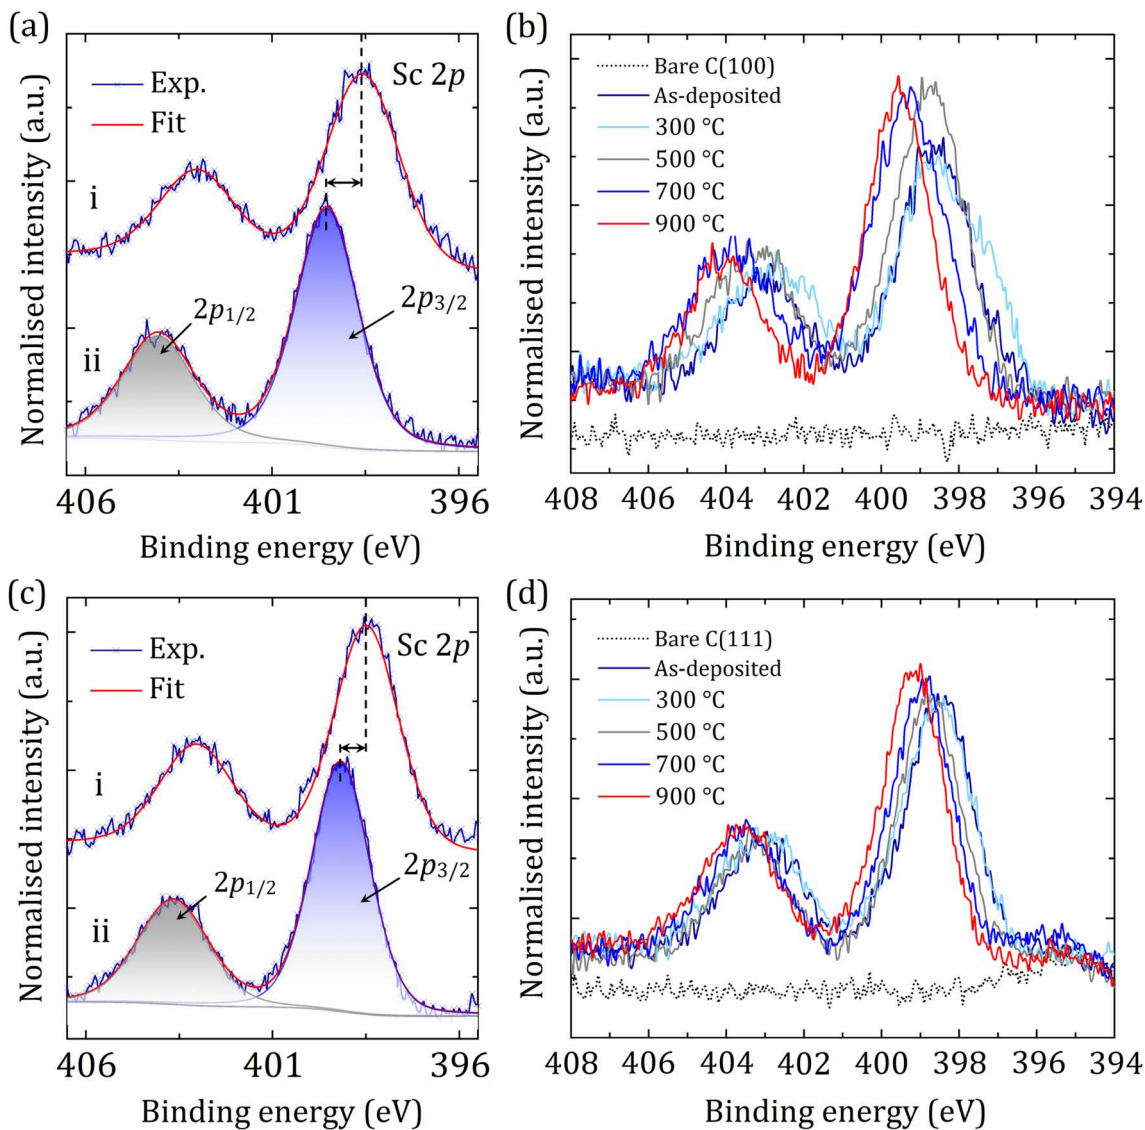 (a)
Normalised intensity (a.u.)
Exp.
Fit
Sc 2p
i
ii
2p1/2
2p3/2
406
401
396
Binding energy (eV)
(b)
Normalised intensity (a.u.)
Bare C(100)
As-deposited
300 °C
500 °C
700 °C
900 °C
408
406
404
402
400
398
396
394
Binding energy (eV)
(c)
Normalised intensity (a.u.)
Exp.
Fit
Sc 2p
i
ii
2p1/2
2p3/2
406
401
396
Binding energy (eV)
(d)
Normalised intensity (a.u.)
Bare C(111)
As-deposited
300 °C
500 °C
700 °C
900 °C
408
406
404
402
400
398
396
394
Binding energy (eV)